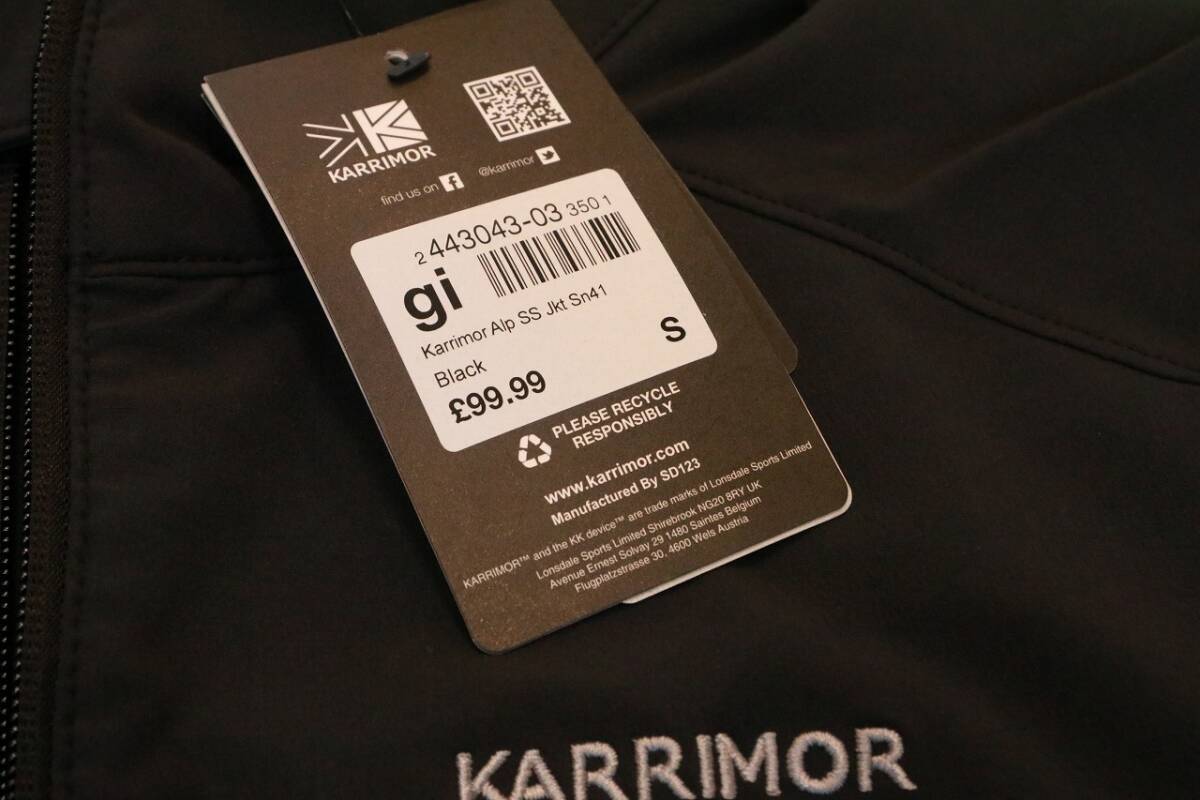 KARRIMOR
find us on f
@karrimor
2 443043-03 350 1
gi
Karrimor Alp SS Jkt Sn41
Black
S
£99.99
PLEASE RECYCLE
RESPONSIBLY
www.karrimor.com
Manufactured By SD123
KARRIMOR™ and the KK device™ are trade marks of Lonsdale Sports Limited
Lonsdale Sports Limited Shirebrook NG20 8RY UK
Avenue Ernest Solvay 29 1480 Saintes Belgium
Flugplatzstrasse 30, 4600 Wels Austria
KARRIMOR